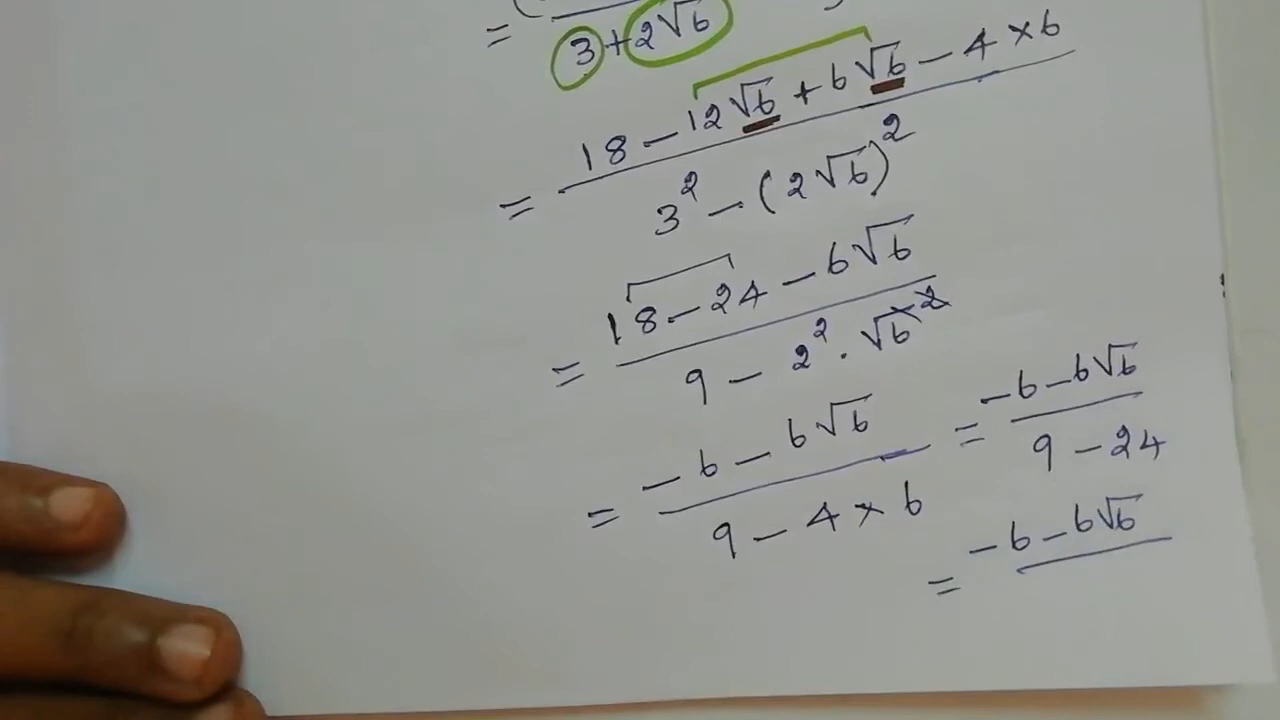 = 3 + 2√6
= 18 - 12√6 + 6√6 - 4 × 6
3² - (2√6)²
= 18 - 24 - 6√6
9 - 2² · √6²
= -6 - 6√6
9 - 4 × 6
= -6 - 6√6
9 - 24
= -6 - 6√6